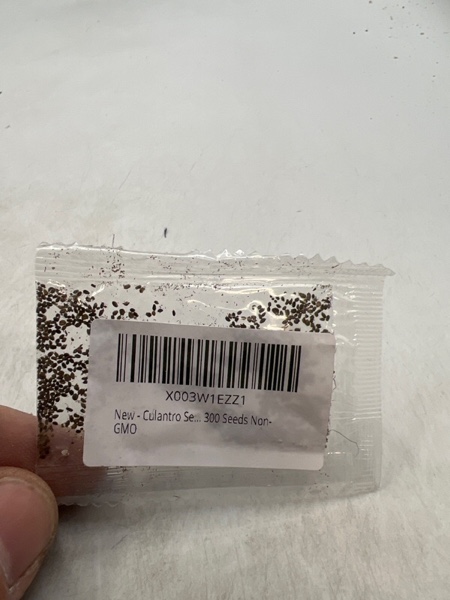 X003W1EZZ1
New - Culantro Se... 300 Seeds Non-
GMO